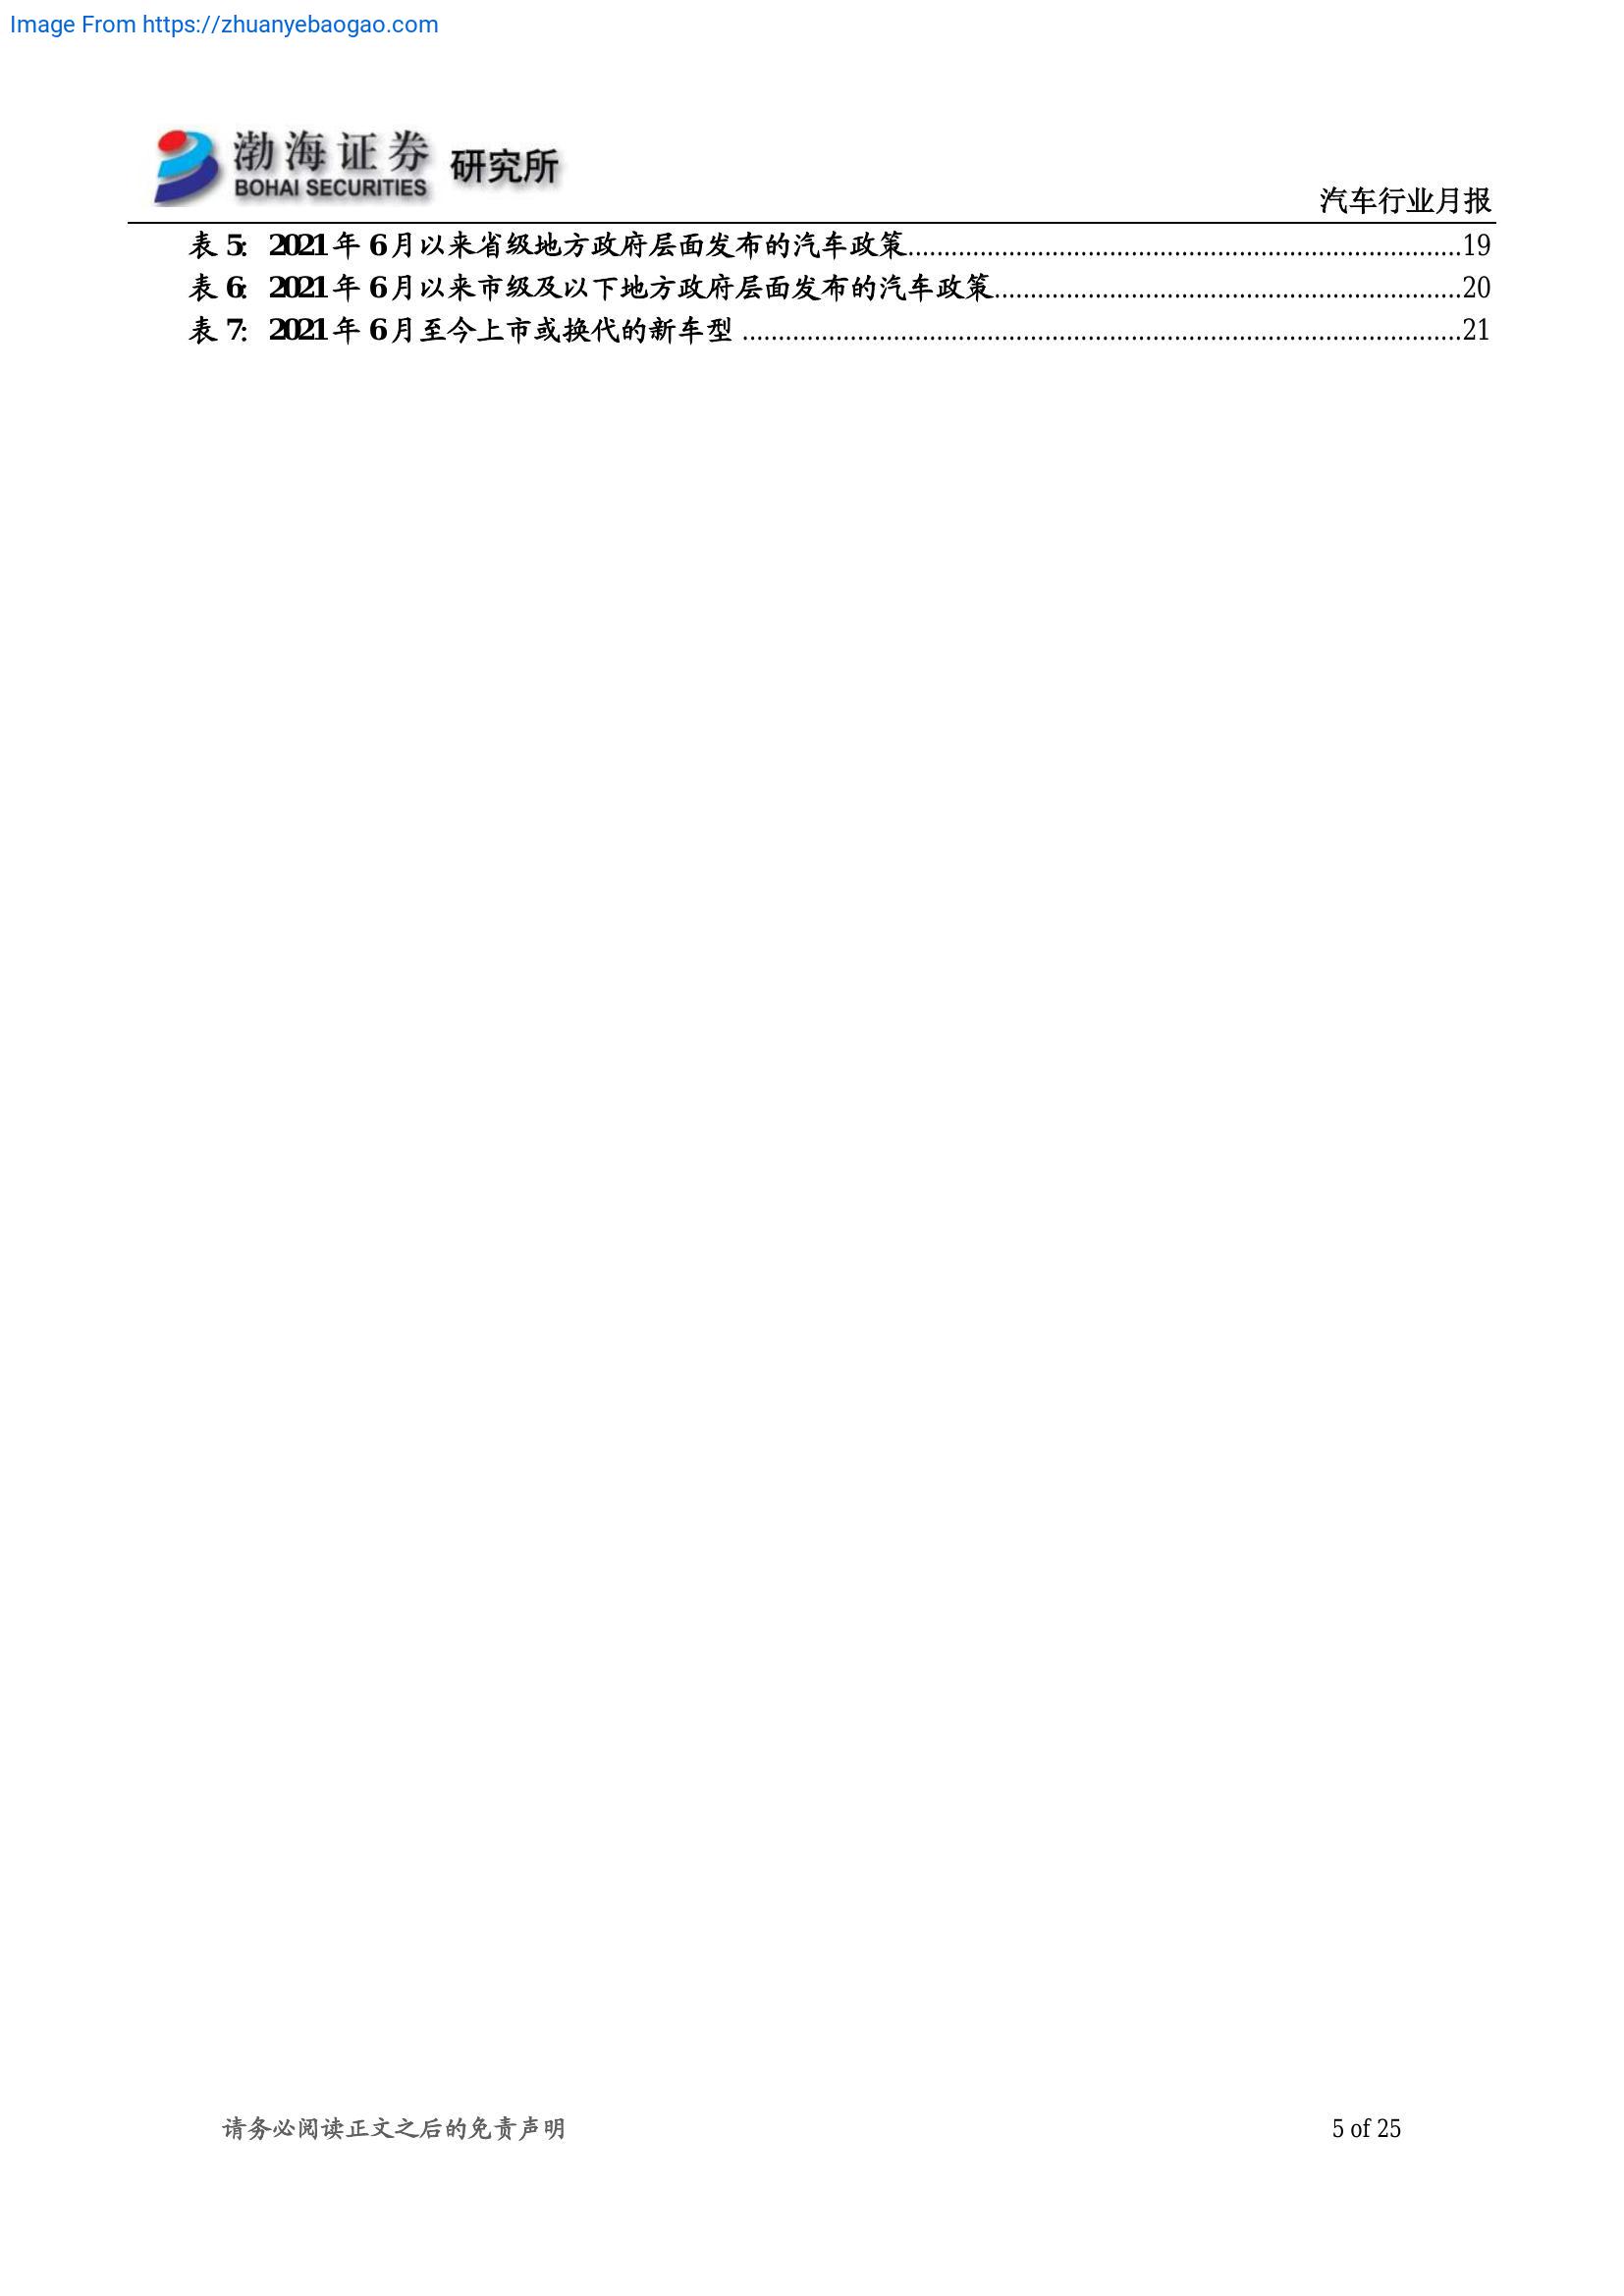 Image From https://zhuanyebaogao.com
渤海证券 研究所
BOHAI SECURITIES
汽车行业月报
表 5: 2021 年 6 月以来省级地方政府层面发布的汽车政策......................................................................19
表 6: 2021 年 6 月以来市级及以下地方政府层面发布的汽车政策..........................................................20
表 7: 2021 年 6 月至今上市或换代的新车型 ..........................................................................................21
请务必阅读正文之后的免责声明
5 of 25